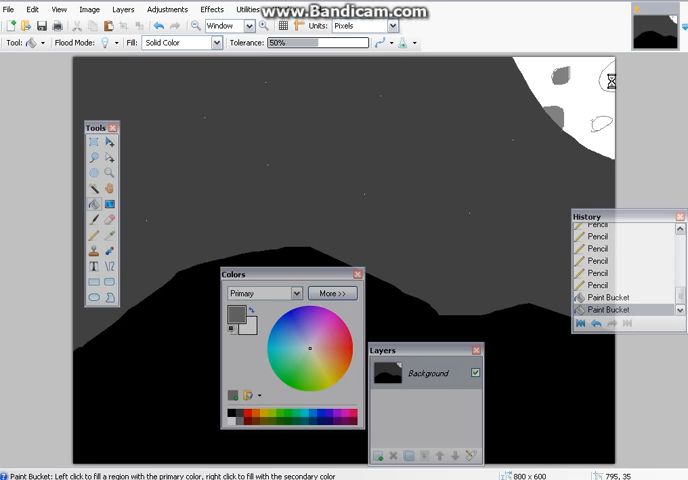 www.Bandicam.com
File Edit View Image Layers Adjustments Effects Utilities Window Help
Window Units: Pixels
Tool: Flood Mode: Fill: Solid Color Tolerance: 50%
Tools
History
Pencil
Pencil
Pencil
Pencil
Pencil
Pencil
Paint Bucket
Paint Bucket
Colors
Primary More >>
Layers
Background
Paint Bucket: Left click to fill a region with the primary color, right click to fill with the secondary color
800 x 600
795, 35